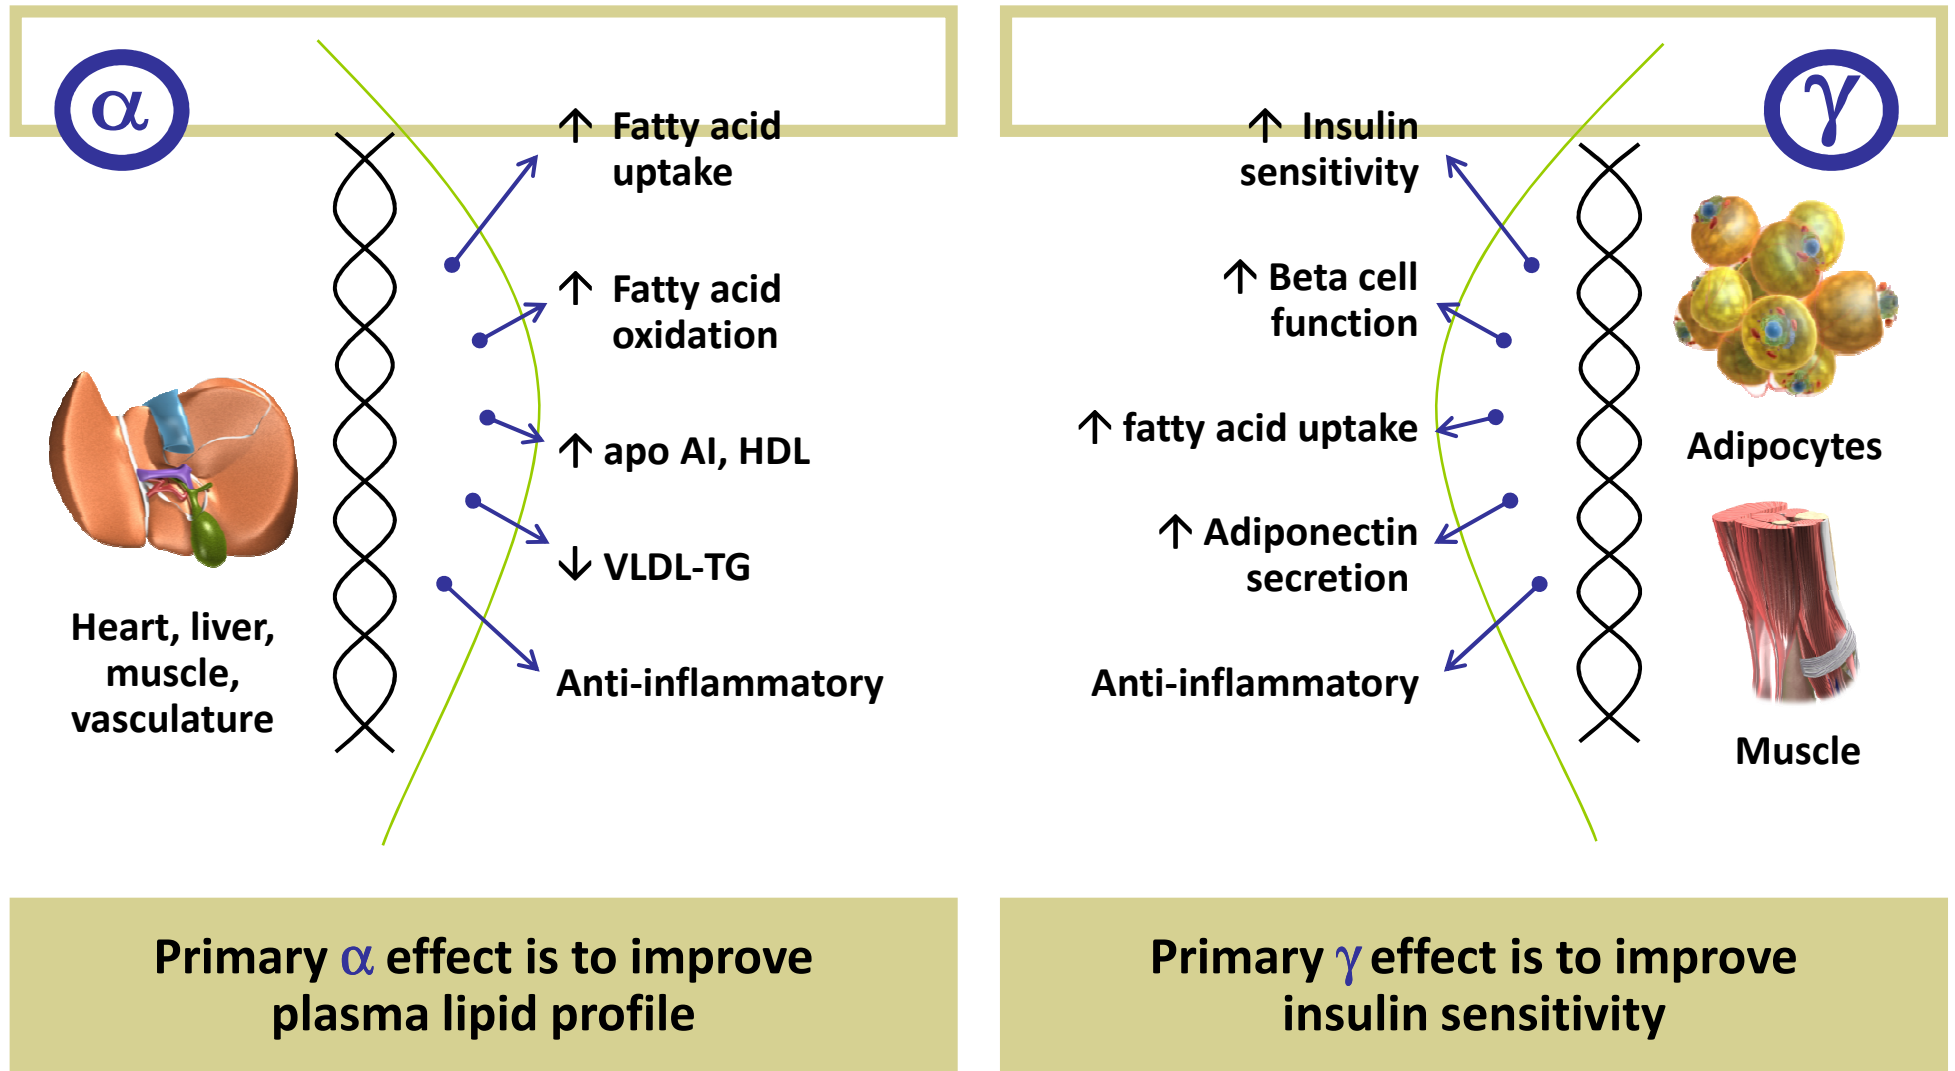 α
↑ Fatty acid
uptake
↑ Fatty acid
oxidation
↑ apo AI, HDL
↓ VLDL-TG
Anti-inflammatory
Heart, liver,
muscle,
vasculature
Primary α effect is to improve
plasma lipid profile
γ
↑ Insulin
sensitivity
↑ Beta cell
function
↑ fatty acid uptake
↑ Adiponectin
secretion
Anti-inflammatory
Adipocytes
Muscle
Primary γ effect is to improve
insulin sensitivity